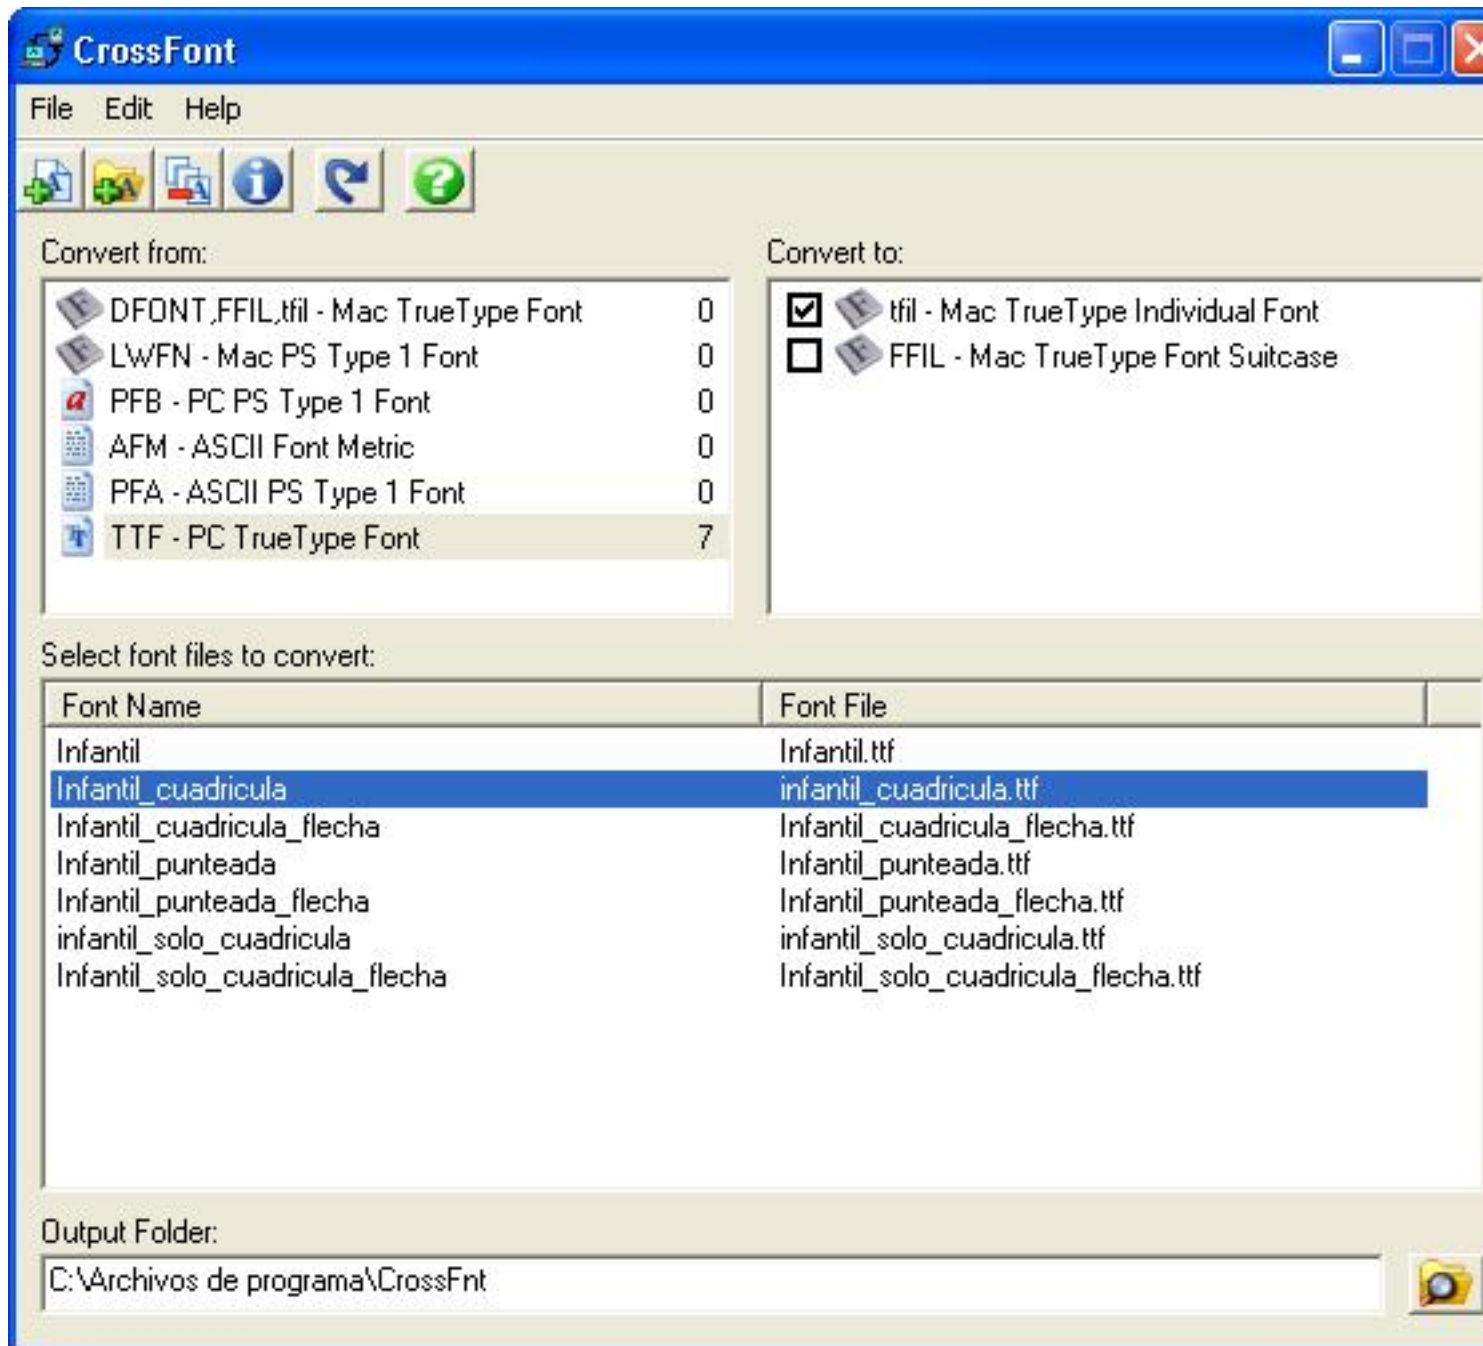 CrossFont
File Edit Help
Convert from:
DFONT,FFIL,tfil - Mac TrueType Font 0
LWFN - Mac PS Type 1 Font 0
PFB - PC PS Type 1 Font 0
AFM - ASCII Font Metric 0
PFA - ASCII PS Type 1 Font 0
TTF - PC TrueType Font 7
Convert to:
tfil - Mac TrueType Individual Font
FFIL - Mac TrueType Font Suitcase
Select font files to convert:
Font Name Font File
Infantil Infantil.ttf
Infantil_cuadricula infantil_cuadricula.ttf
Infantil_cuadricula_flecha Infantil_cuadricula_flecha.ttf
Infantil_punteada Infantil_punteada.ttf
Infantil_punteada_flecha Infantil_punteada_flecha.ttf
infantil_solo_cuadricula infantil_solo_cuadricula.ttf
Infantil_solo_cuadricula_flecha Infantil_solo_cuadricula_flecha.ttf
Output Folder:
C:\Archivos de programa\CrossFnt